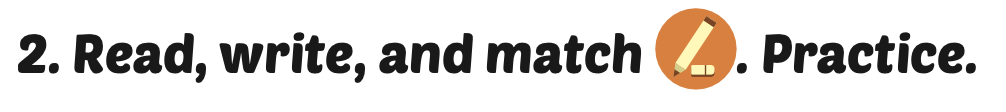 2. Read, write, and match . Practice.